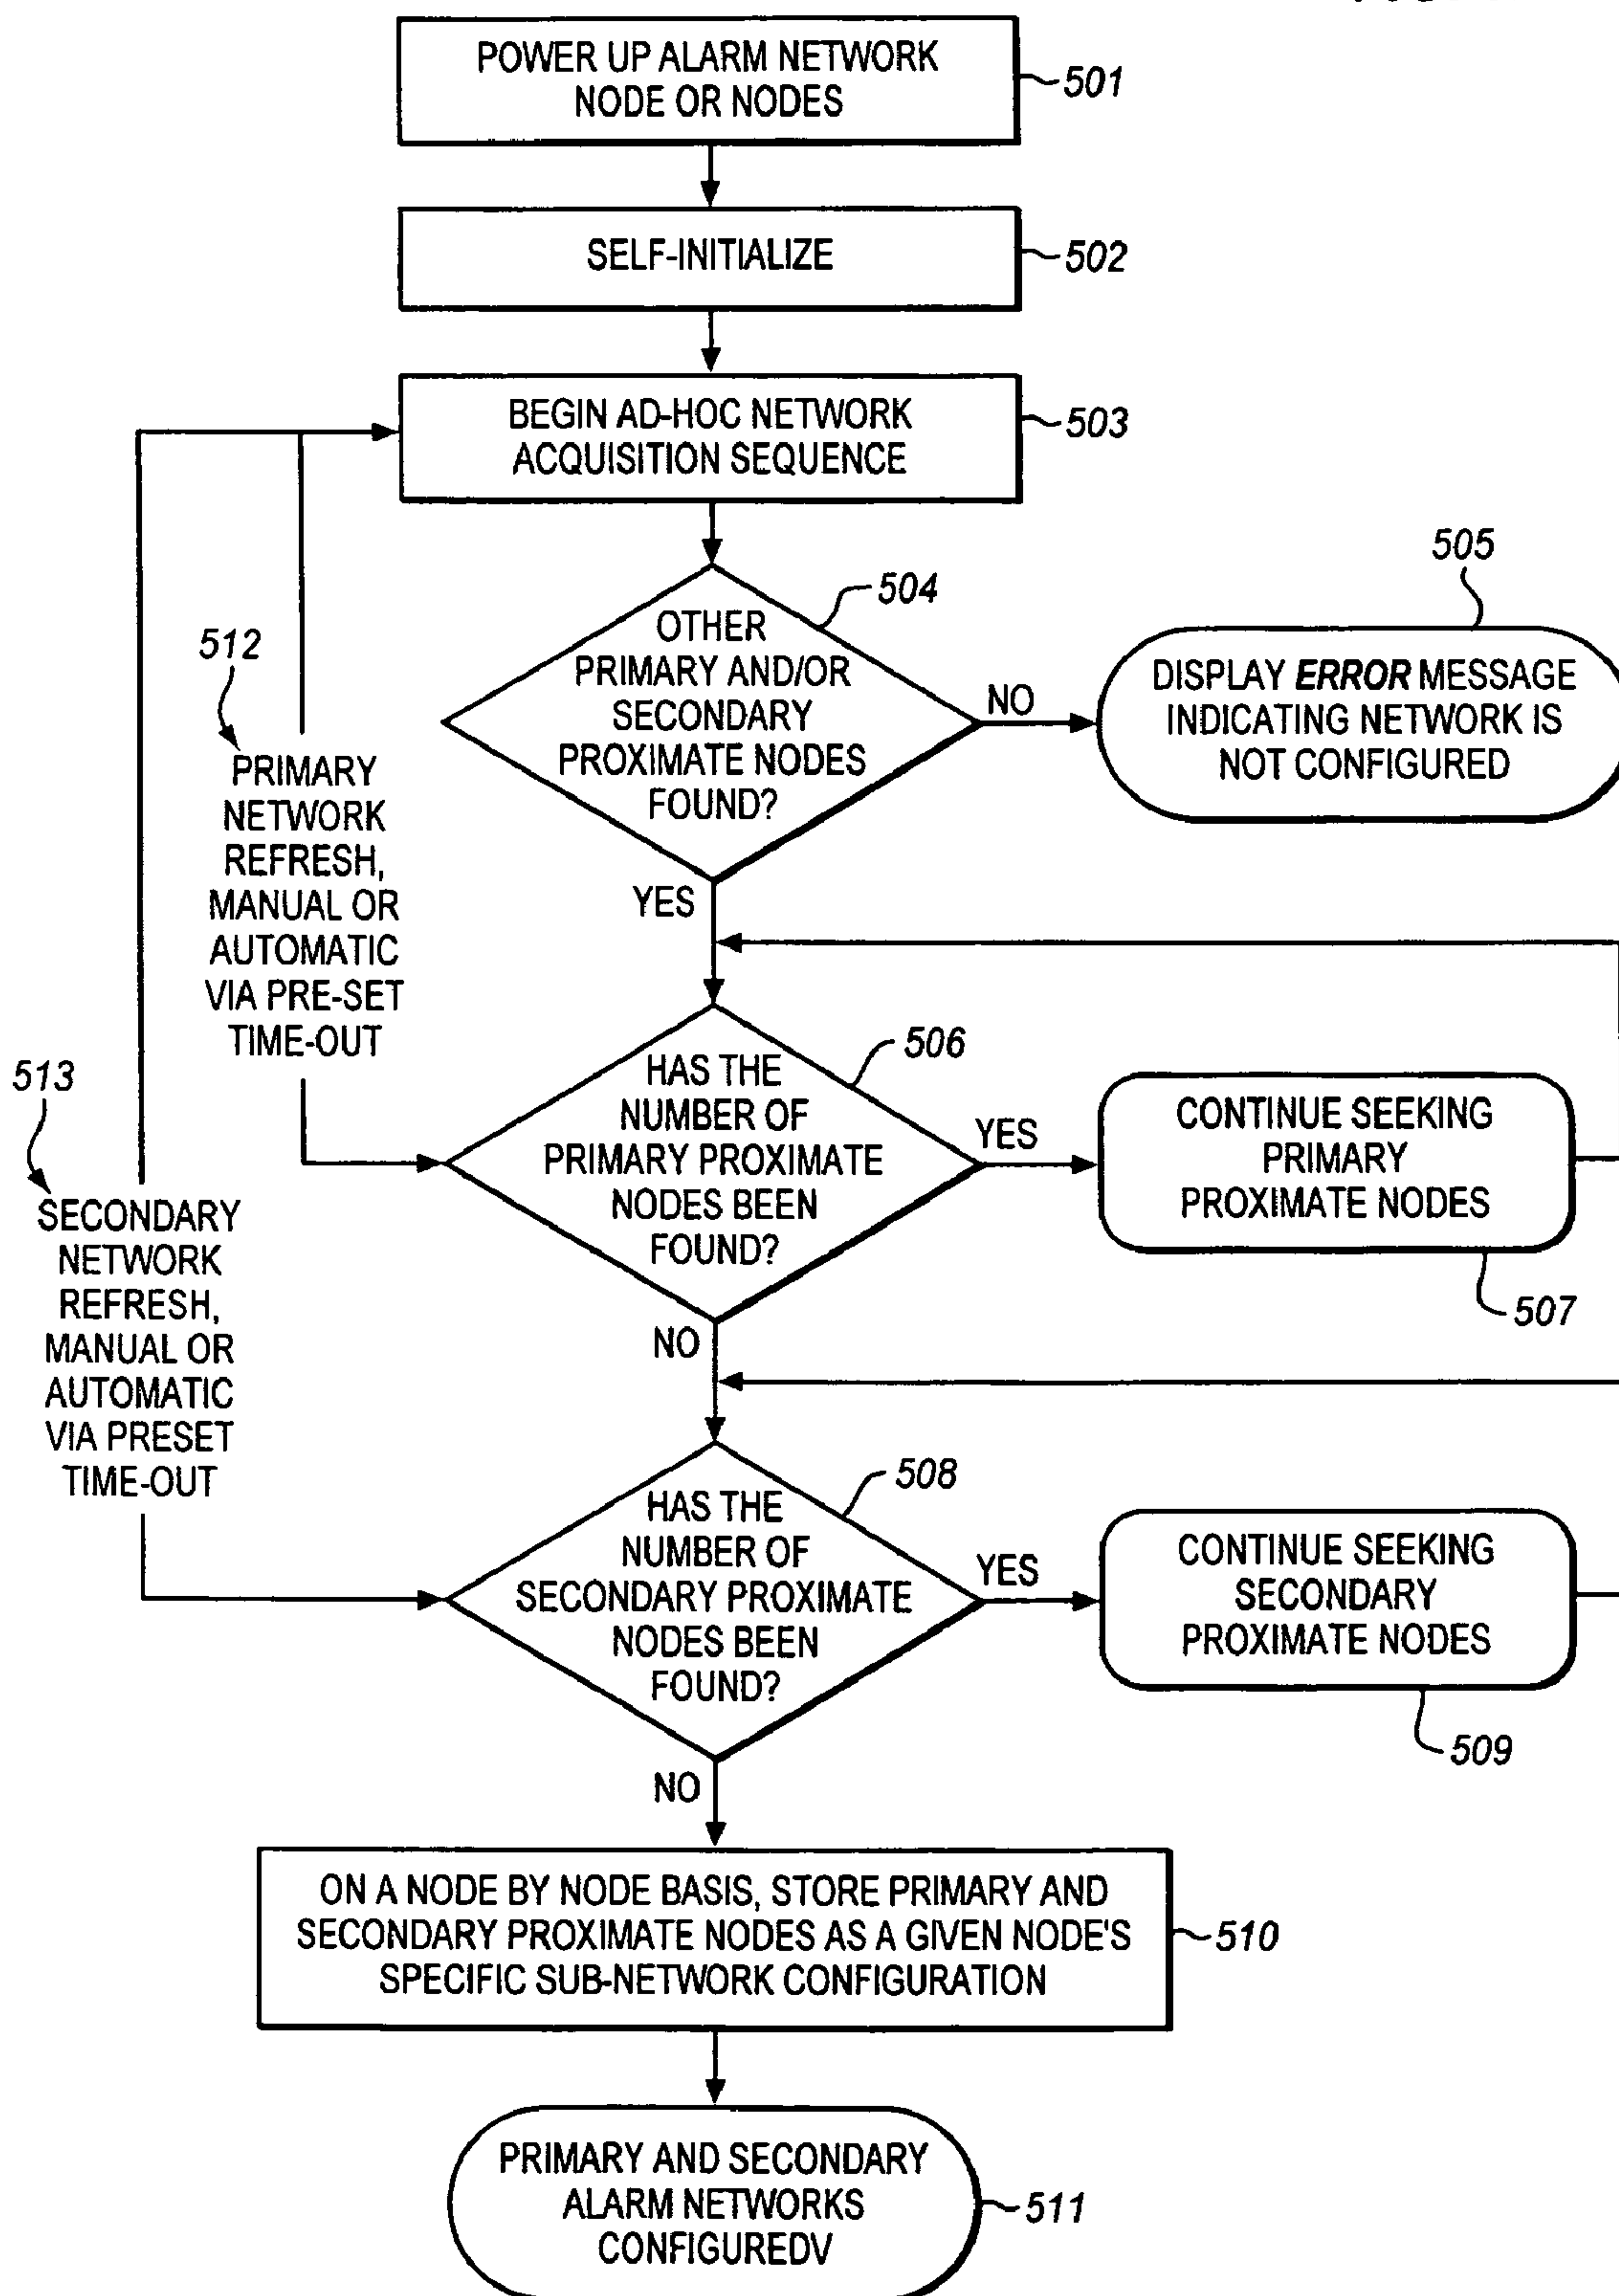 POWER UP ALARM NETWORK
NODE OR NODES
501
SELF-INITIALIZE
502
BEGIN AD-HOC NETWORK
ACQUISITION SEQUENCE
503
OTHER
PRIMARY AND/OR
SECONDARY
PROXIMATE NODES
FOUND?
504
NO
505
DISPLAY ERROR MESSAGE
INDICATING NETWORK IS
NOT CONFIGURED
YES
512
PRIMARY
NETWORK
REFRESH,
MANUAL OR
AUTOMATIC
VIA PRE-SET
TIME-OUT
HAS THE
NUMBER OF
PRIMARY PROXIMATE
NODES BEEN
FOUND?
506
YES
CONTINUE SEEKING
PRIMARY
PROXIMATE NODES
507
NO
513
SECONDARY
NETWORK
REFRESH,
MANUAL OR
AUTOMATIC
VIA PRESET
TIME-OUT
HAS THE
NUMBER OF
SECONDARY PROXIMATE
NODES BEEN
FOUND?
508
YES
CONTINUE SEEKING
SECONDARY
PROXIMATE NODES
509
NO
ON A NODE BY NODE BASIS, STORE PRIMARY AND
SECONDARY PROXIMATE NODES AS A GIVEN NODE'S
SPECIFIC SUB-NETWORK CONFIGURATION
510
PRIMARY AND SECONDARY
ALARM NETWORKS
CONFIGUREDV
511